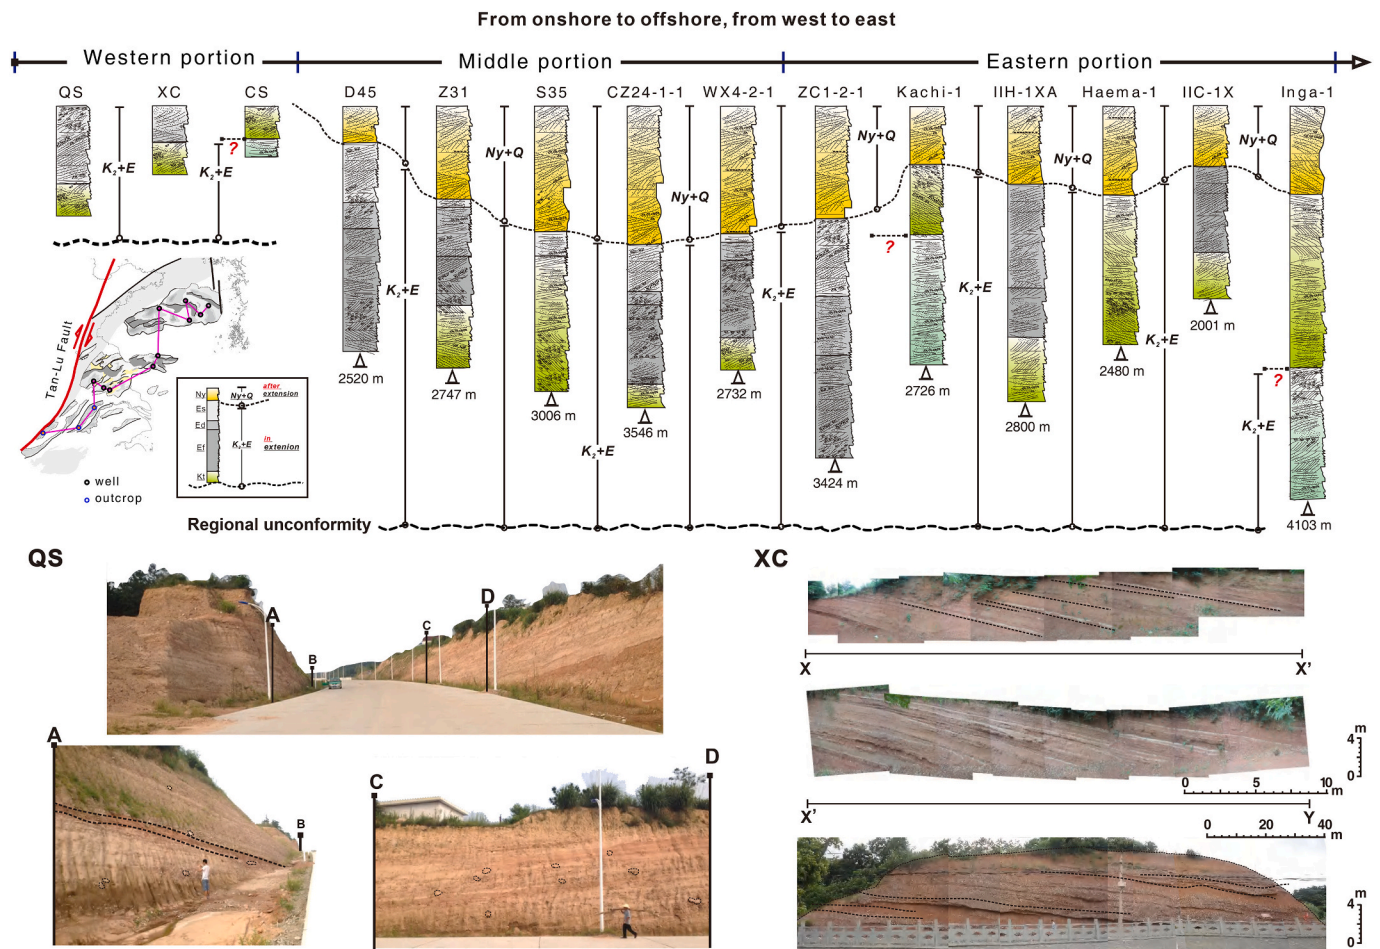 From onshore to offshore, from west to east
Western portion
Middle portion
Eastern portion
QS
XC
CS
D45
Z31
S35
CZ24-1-1
WX4-2-1
ZC1-2-1
Kachi-1
IIH-1XA
Haema-1
IIC-1X
Inga-1
K₂+E
?
K₂+E
K₂+E
Ny+Q
K₂+E
Ny+Q
K₂+E
Ny+Q
?
K₂+E
Ny+Q
K₂+E
Ny+Q
?
K₂+E
2520 m
2747 m
3006 m
3546 m
2732 m
3424 m
2726 m
2800 m
2480 m
2001 m
4103 m
Tan-Lu Fault
well
outcrop
Ny
Es
Ed
Ef
Kt
Ny+Q
after
extension
K₂+E
in
extenion
Regional unconformity
QS
A
B
C
D
A
B
C
D
XC
X
X'
4
0
m
0
5
10
m
X'
Y
0
20
40
m
4
0
m